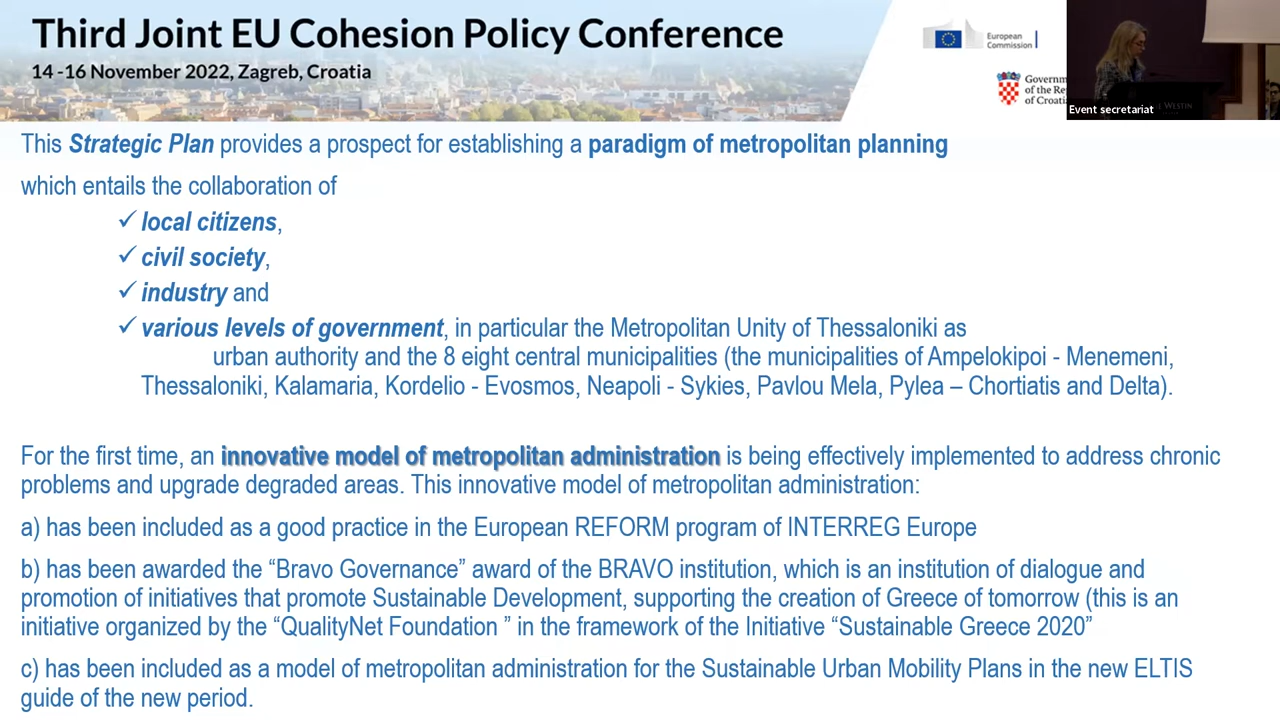 Third Joint EU Cohesion Policy Conference
14 -16 November 2022, Zagreb, Croatia
European
Commission
Governm
of the Re
of Croati
Event secretariat
WESTIN
This Strategic Plan provides a prospect for establishing a paradigm of metropolitan planning
which entails the collaboration of
✓ local citizens,
✓ civil society,
✓ industry and
✓ various levels of government, in particular the Metropolitan Unity of Thessaloniki as
urban authority and the 8 eight central municipalities (the municipalities of Ampelokipoi - Menemeni,
Thessaloniki, Kalamaria, Kordelio - Evosmos, Neapoli - Sykies, Pavlou Mela, Pylea – Chortiatis and Delta).
For the first time, an innovative model of metropolitan administration is being effectively implemented to address chronic
problems and upgrade degraded areas. This innovative model of metropolitan administration:
a) has been included as a good practice in the European REFORM program of INTERREG Europe
b) has been awarded the “Bravo Governance” award of the BRAVO institution, which is an institution of dialogue and
promotion of initiatives that promote Sustainable Development, supporting the creation of Greece of tomorrow (this is an
initiative organized by the “QualityNet Foundation ” in the framework of the Initiative “Sustainable Greece 2020”
c) has been included as a model of metropolitan administration for the Sustainable Urban Mobility Plans in the new ELTIS
guide of the new period.